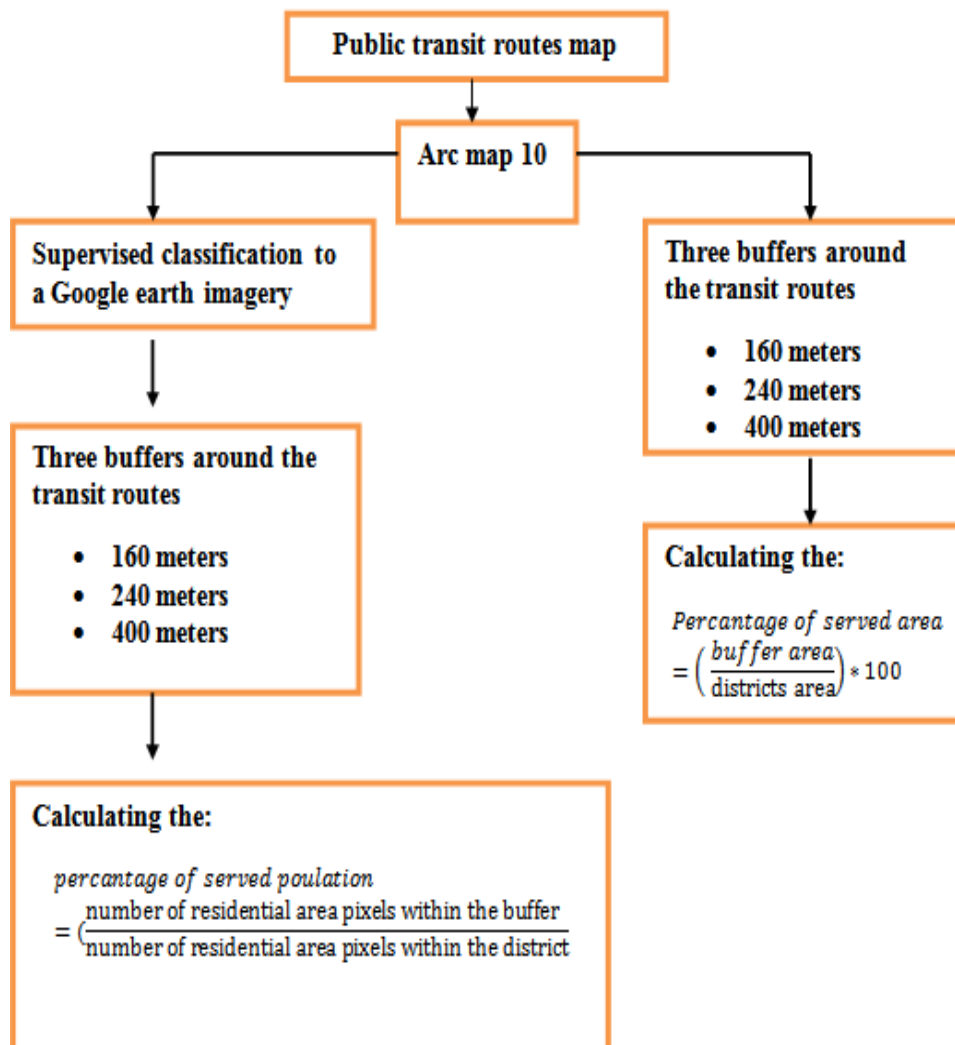 Public transit routes map
Arc map 10
Supervised classification to
a Google earth imagery
Three buffers around the
transit routes
• 160 meters
• 240 meters
• 400 meters
Calculating the:
percentage of served poulation
= (number of residential area pixels within the buffer
number of residential area pixels within the district
Three buffers around
the transit routes
• 160 meters
• 240 meters
• 400 meters
Calculating the:
Percantage of served area
= (buffer area
districts area) * 100